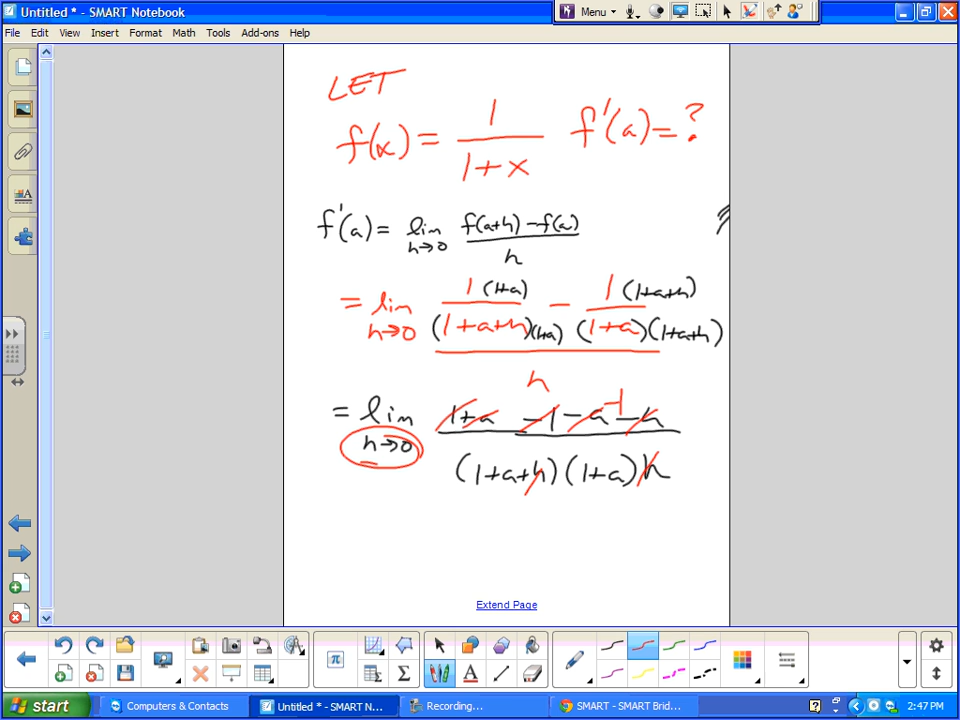 Untitled * - SMART Notebook
Menu
File Edit View Insert Format Math Tools Add-ons Help
LET
f(x) = 1/(1+x) f'(a) = ?
f'(a) = lim h→0 (f(a+h) - f(a))/h
= lim h→0 (1(1+a)/((1+a+h)(1+a)) - 1(1+a+h)/((1+a)(1+a+h)))/h
-1
= lim h→0 (1+a -1 -a -h)/((1+a+h)(1+a)h)
Extend Page
start Computers & Contacts Untitled * - SMART N... Recording... SMART - SMART Brid... 2:47 PM